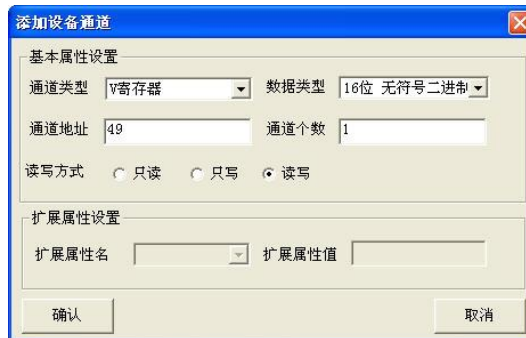 添加设备通道
基本属性设置
通道类型 V寄存器 数据类型 16位 无符号二进制
通道地址 49 通道个数 1
读写方式 只读 只写 读写
扩展属性设置
扩展属性名 扩展属性值
确认 取消